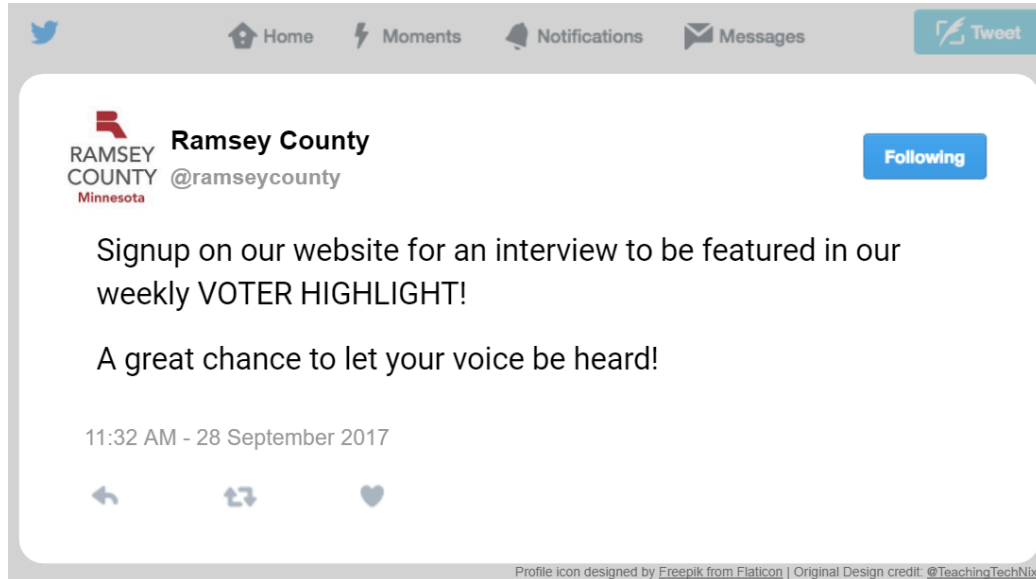 Home Moments Notifications Messages Tweet
RAMSEY
COUNTY
Minnesota
Ramsey County
@ramseycounty
Following
Signup on our website for an interview to be featured in our
weekly VOTER HIGHLIGHT!
A great chance to let your voice be heard!
11:32 AM - 28 September 2017
Profile icon designed by Freepik from Flaticon | Original Design credit: @TeachingTechNix